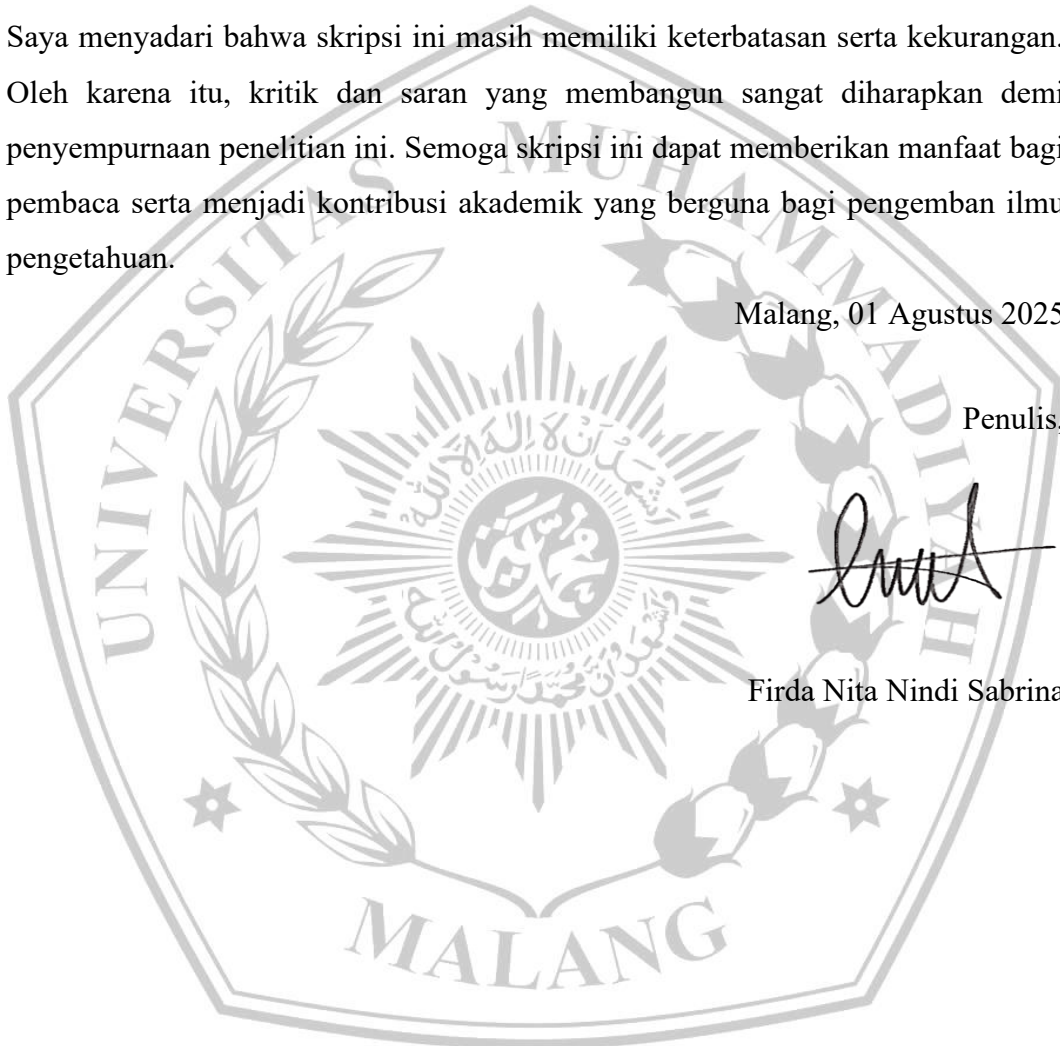 Saya menyadari bahwa skripsi ini masih memiliki keterbatasan serta kekurangan.
Oleh karena itu, kritik dan saran yang membangun sangat diharapkan demi
penyempurnaan penelitian ini. Semoga skripsi ini dapat memberikan manfaat bagi
pembaca serta menjadi kontribusi akademik yang berguna bagi pengemban ilmu
pengetahuan.
Malang, 01 Agustus 2025
Penulis,
Firda Nita Nindi Sabrina
UNIVERSITAS MUHAMMADIYAH
MALANG